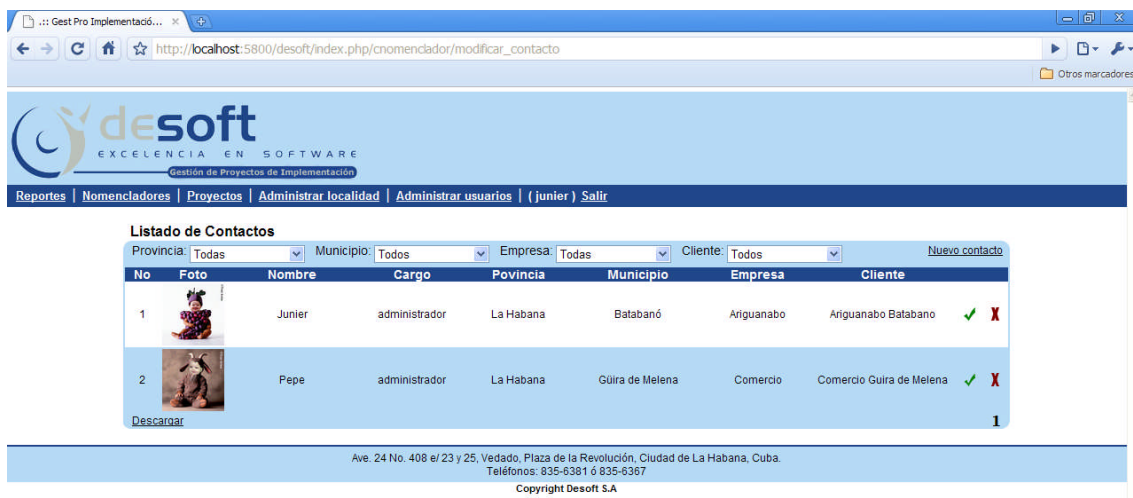 .:: Gest Pro Implementació...
http://localhost:5800/desoft/index.php/cnomenclador/modificar_contacto
Otros marcadores
desoft
EXCELENCIA EN SOFTWARE
Gestión de Proyectos de Implementación
Reportes | Nomencladores | Proyectos | Administrar localidad | Administrar usuarios | ( junier ) Salir
Listado de Contactos
Provincia: Todas Municipio: Todos Empresa: Todas Cliente: Todos Nuevo contacto
No Foto Nombre Cargo Povincia Municipio Empresa Cliente
1 Junier administrador La Habana Batabanó Ariguanabo Ariguanabo Batabano
2 Pepe administrador La Habana Güira de Melena Comercio Comercio Guira de Melena
Descargar 1
Ave. 24 No. 408 e/ 23 y 25, Vedado, Plaza de la Revolución, Ciudad de La Habana, Cuba.
Teléfonos: 835-6381 ó 835-6367
Copyright Desoft S.A